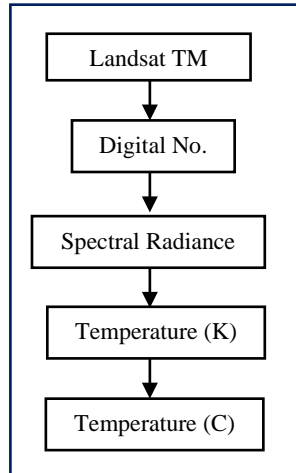 Landsat TM
Digital No.
Spectral Radiance
Temperature (K)
Temperature (C)